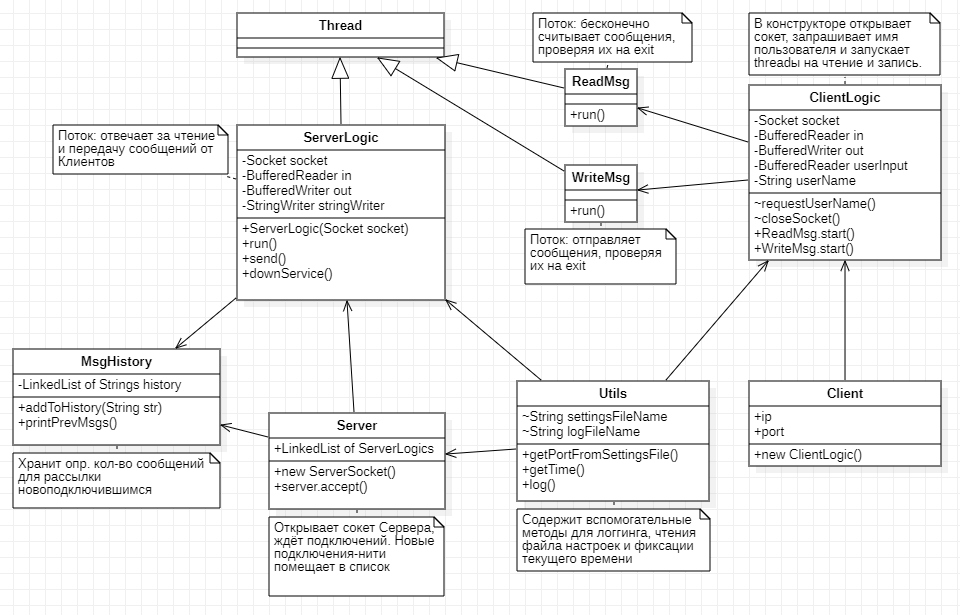 Thread
Поток: бесконечно
считывает сообщения,
проверяя их на exit
В конструкторе открывает
сокет, запрашивает имя
пользователя и запускает
threadы на чтение и запись.
ReadMsg
+run()
ClientLogic
-Socket socket
-BufferedReader in
-BufferedWriter out
-BufferedReader userInput
-String userName
~requestUserName()
~closeSocket()
+ReadMsg.start()
+WriteMsg.start()
Поток: отвечает за чтение
и передачу сообщений от
Клиентов
ServerLogic
-Socket socket
-BufferedReader in
-BufferedWriter out
-StringWriter stringWriter
+ServerLogic(Socket socket)
+run()
+send()
+downService()
WriteMsg
+run()
Поток: отправляет
сообщения, проверяя
их на exit
MsgHistory
-LinkedList of Strings history
+addToHistory(String str)
+printPrevMsgs()
Хранит опр. кол-во сообщений
для рассылки
новоподключившимся
Server
+LinkedList of ServerLogics
+new ServerSocket()
+server.accept()
Открывает сокет Сервера,
ждёт подключений. Новые
подключения-нити
помещает в список
Utils
~String settingsFileName
~String logFileName
+getPortFromSettingsFile()
+getTime()
+log()
Содержит вспомогательные
методы для логгинга, чтения
файла настроек и фиксации
текущего времени
Client
+ip
+port
+new ClientLogic()